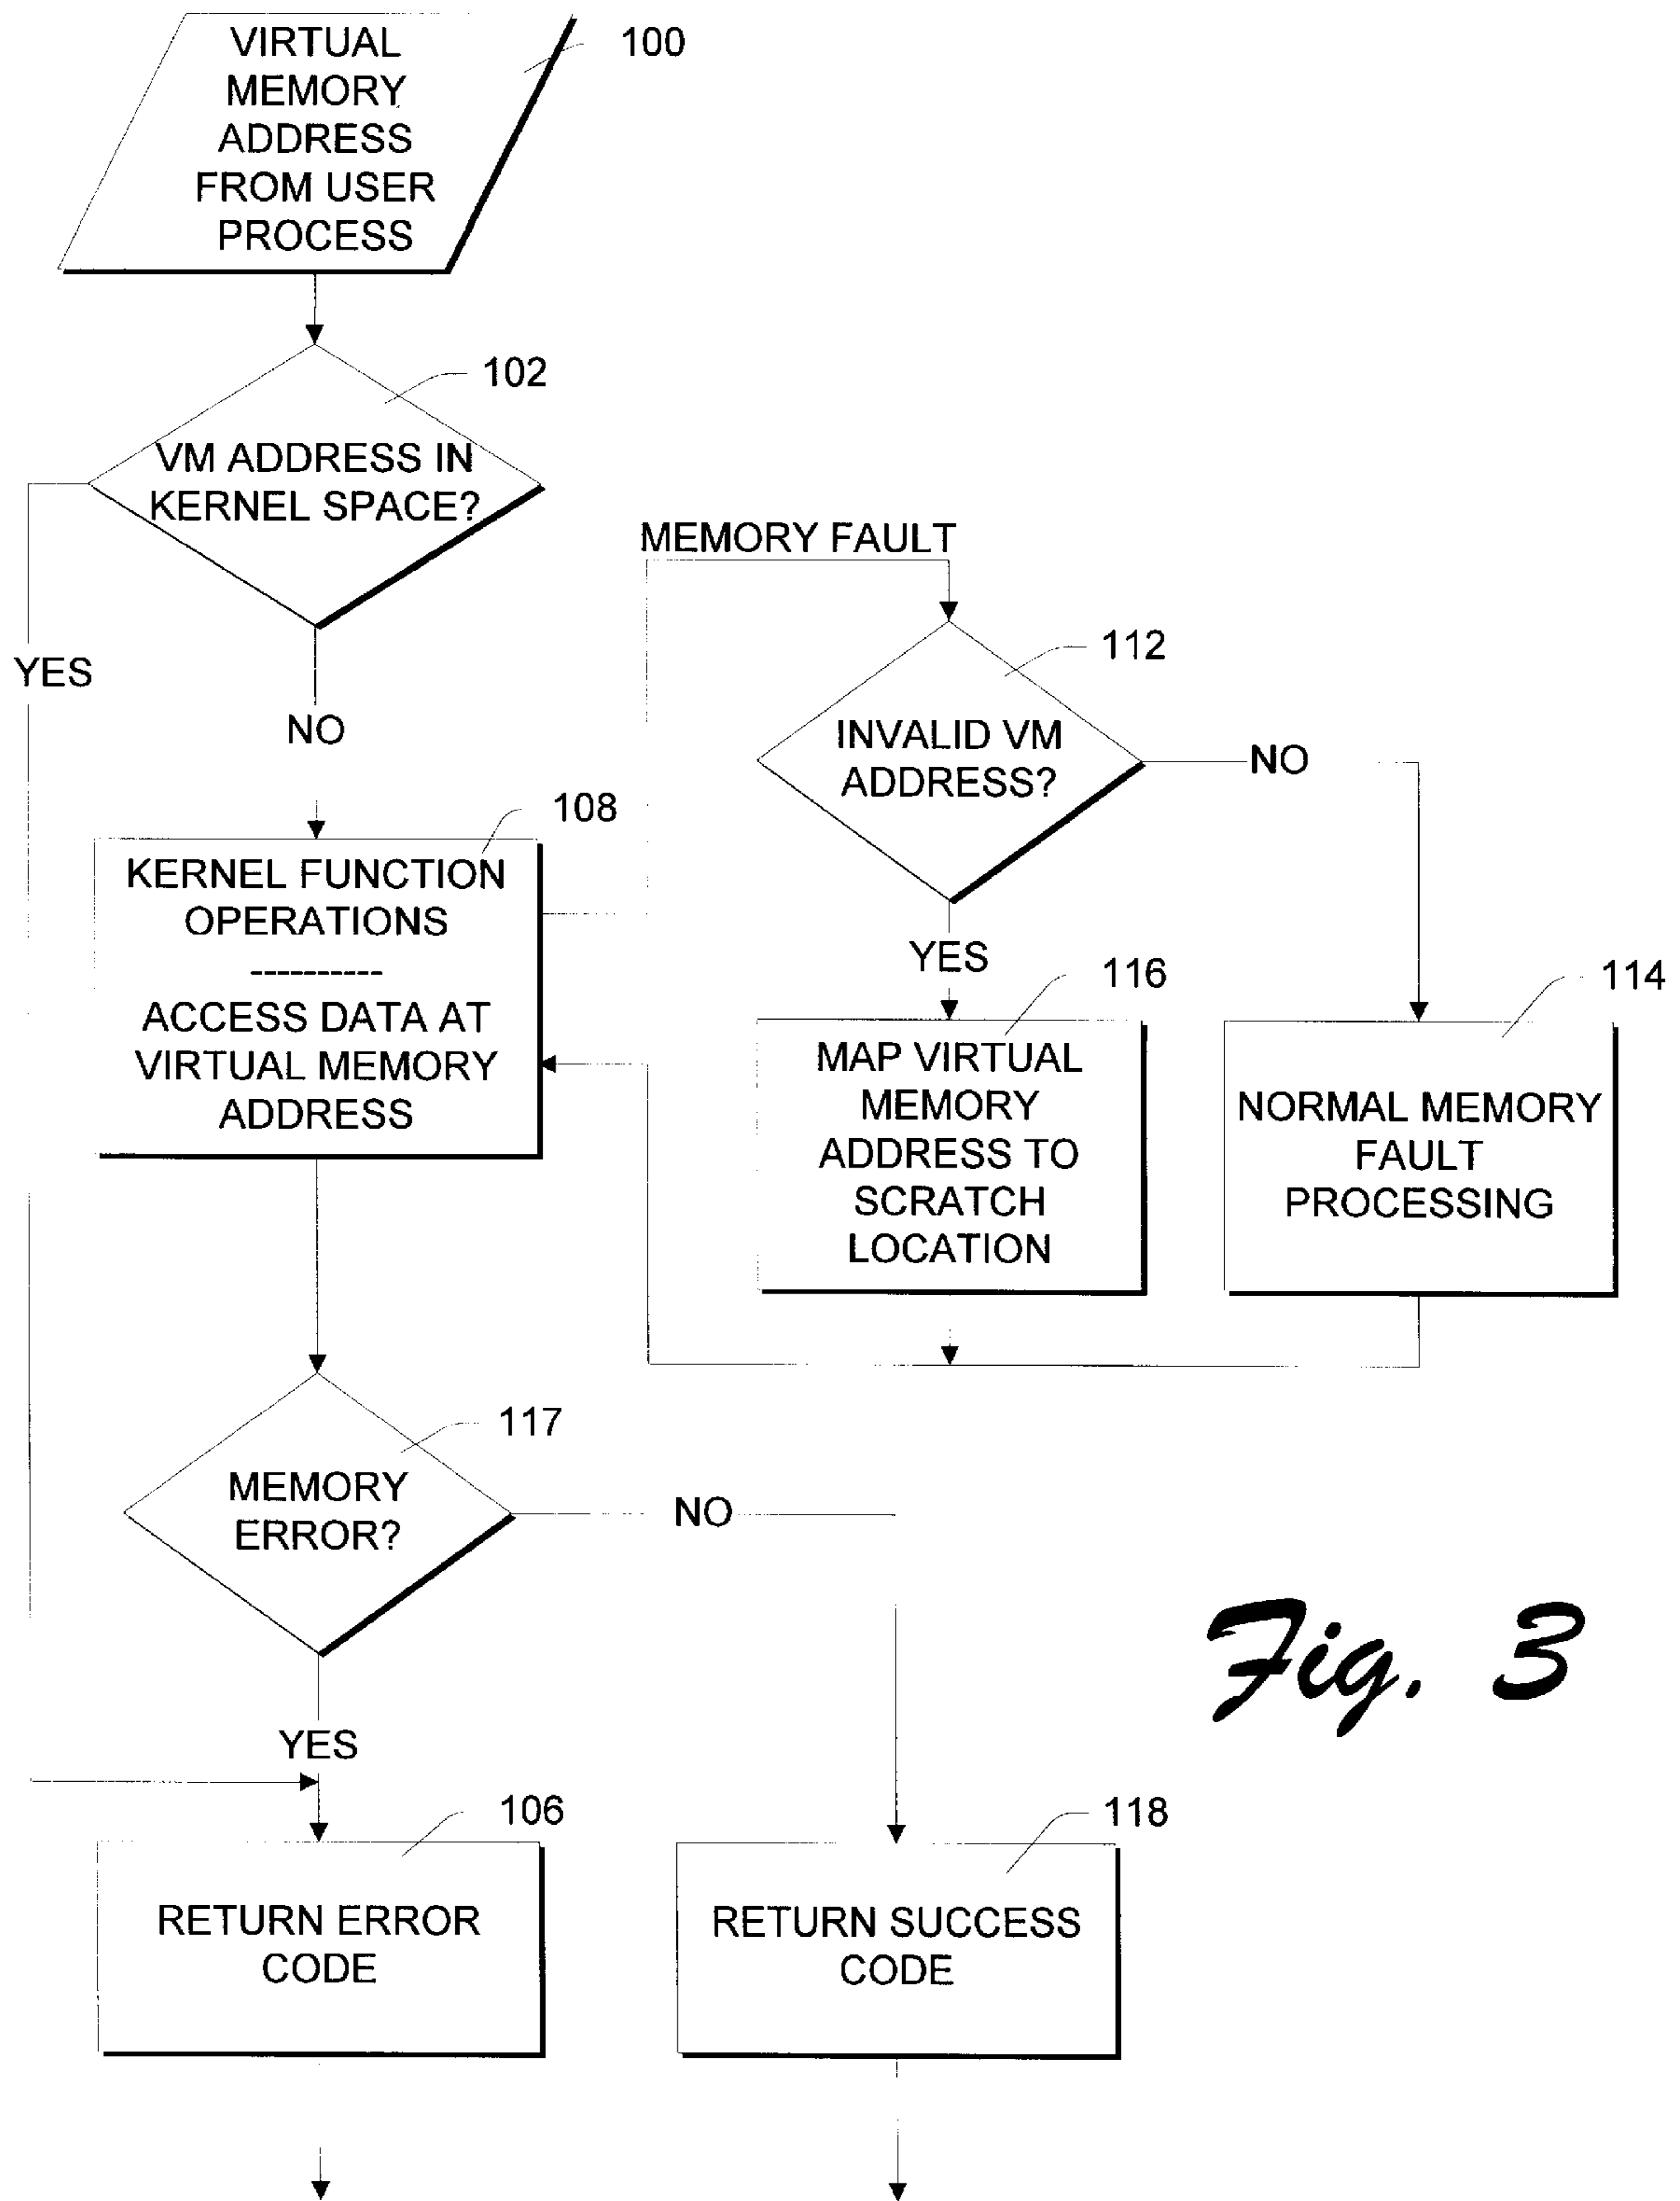 VIRTUAL
MEMORY
ADDRESS
FROM USER
PROCESS
100
102
VM ADDRESS IN
KERNEL SPACE?
YES
NO
MEMORY FAULT
112
INVALID VM
ADDRESS?
NO
YES
108
KERNEL FUNCTION
OPERATIONS
----------
ACCESS DATA AT
VIRTUAL MEMORY
ADDRESS
116
MAP VIRTUAL
MEMORY
ADDRESS TO
SCRATCH
LOCATION
114
NORMAL MEMORY
FAULT
PROCESSING
117
MEMORY
ERROR?
NO
YES
106
RETURN ERROR
CODE
118
RETURN SUCCESS
CODE
Fig. 3